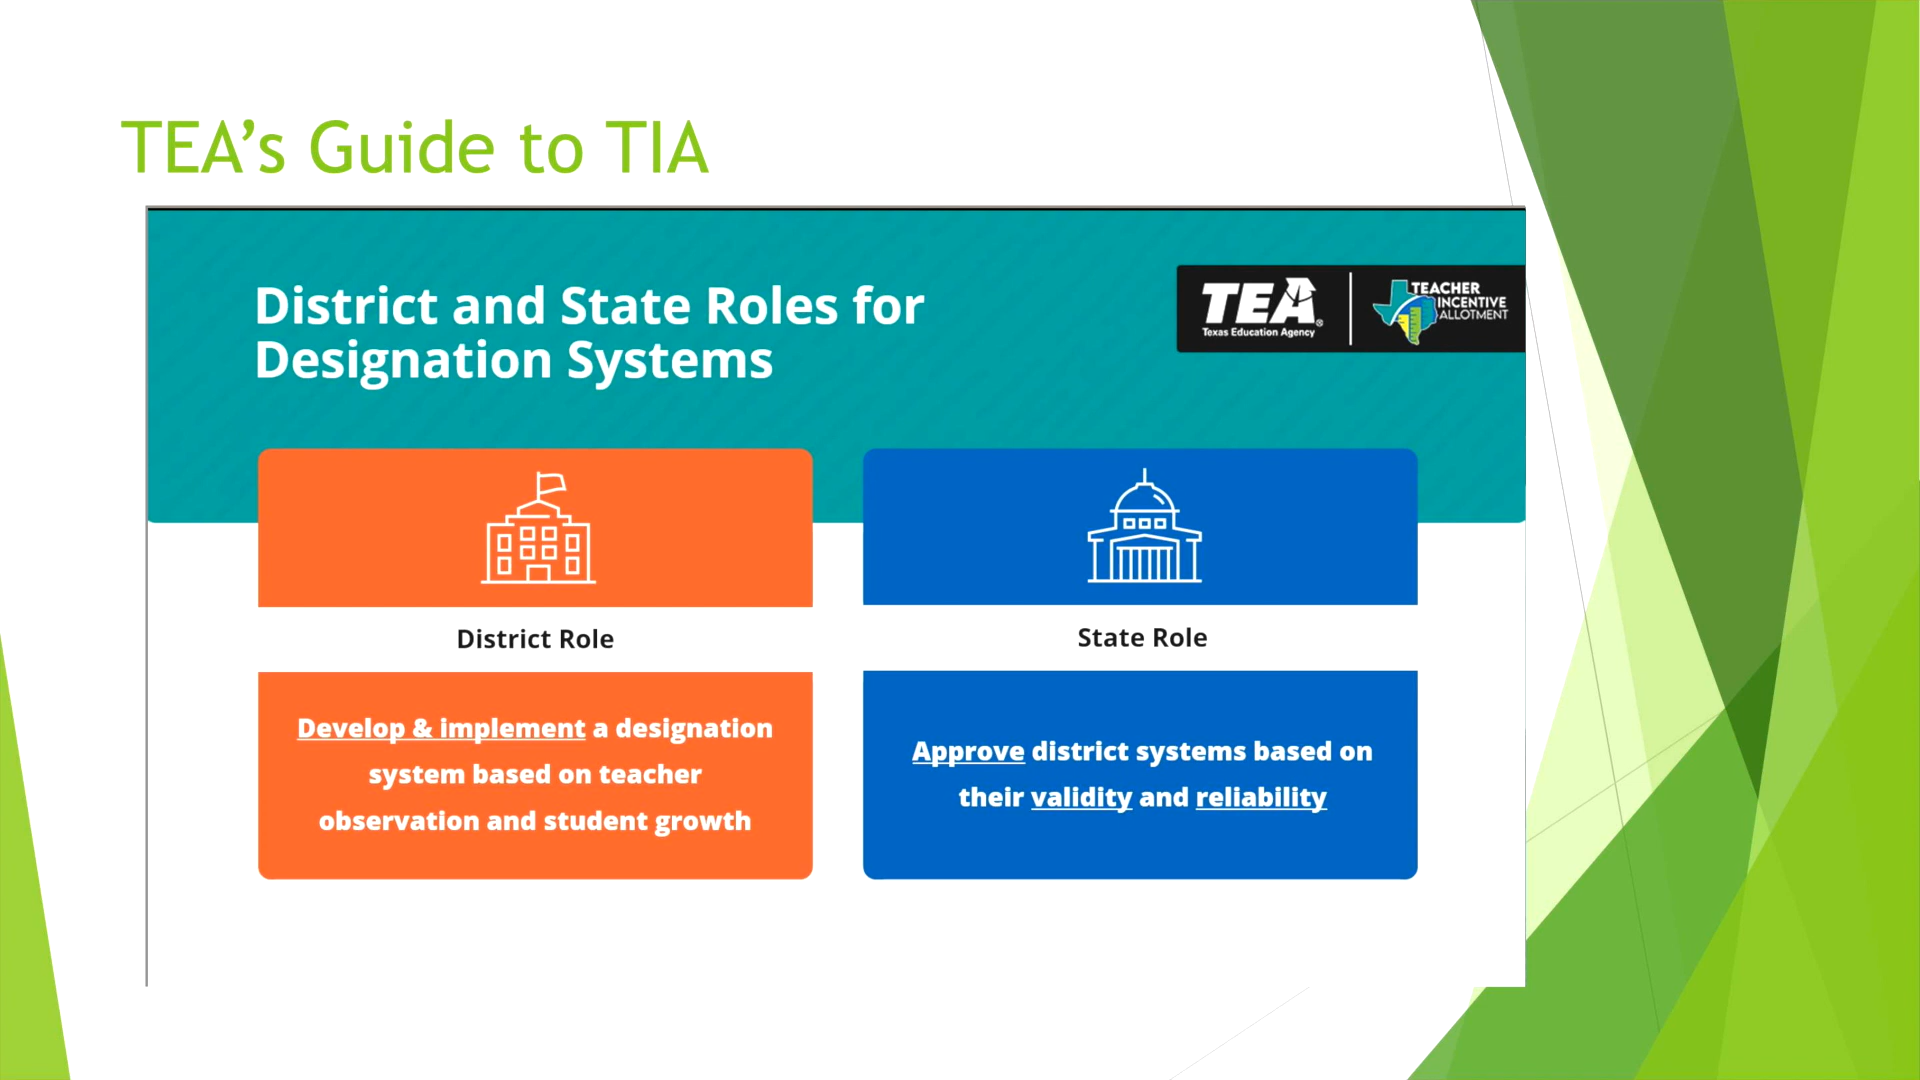 TEA’s Guide to TIA
District and State Roles for
Designation Systems
TEA®
Texas Education Agency
TEACHER
INCENTIVE
ALLOTMENT
District Role
Develop & implement a designation
system based on teacher
observation and student growth
State Role
Approve district systems based on
their validity and reliability